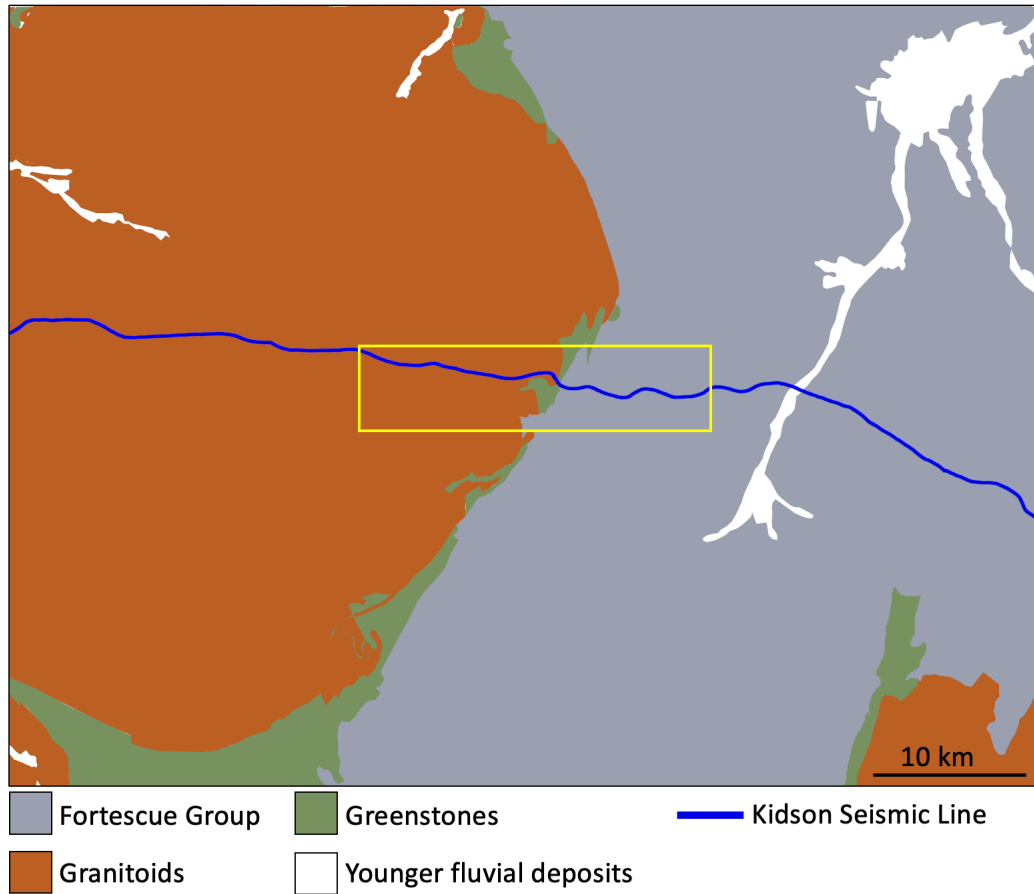 10 km
Fortescue Group
Greenstones
Kidson Seismic Line
Granitoids
Younger fluvial deposits